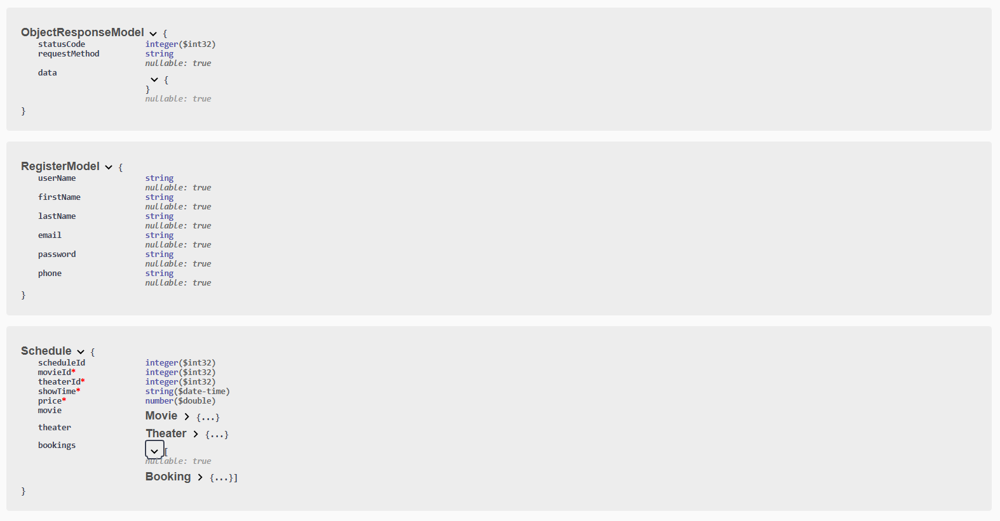 ObjectResponseModel {
statusCode integer($int32)
requestMethod string
nullable: true
data
{
}
nullable: true
}
RegisterModel {
userName string
nullable: true
firstName string
nullable: true
lastName string
nullable: true
email string
nullable: true
password string
nullable: true
phone string
nullable: true
}
Schedule {
scheduleId integer($int32)
movieId* integer($int32)
theaterId* integer($int32)
showTime* string($date-time)
price* number($double)
movie
Movie > {...}
theater
Theater > {...}
bookings
[
nullable: true
Booking > {...}]
}